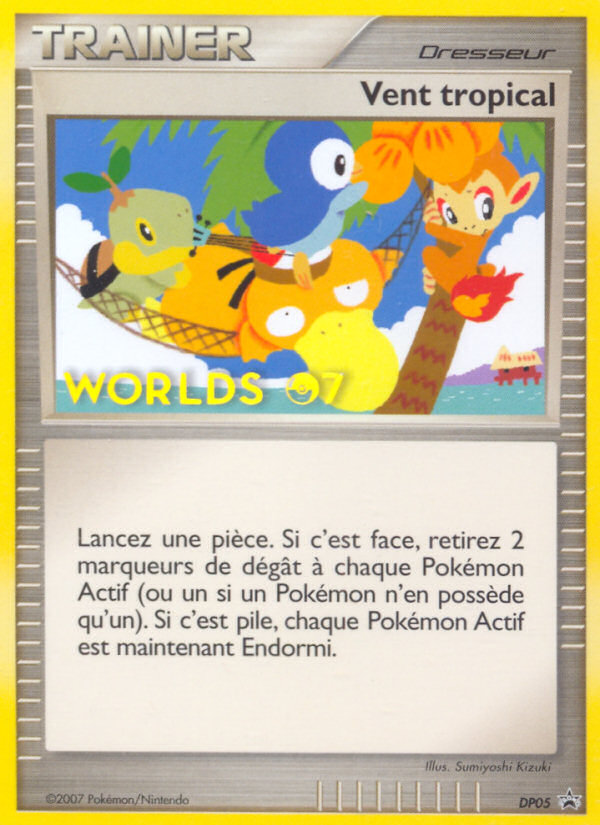 TRAINER
Dresseur
Vent tropical
WORLDS 07
Lancez une pièce. Si c'est face, retirez 2
marqueurs de dégât à chaque Pokémon
Actif (ou un si un Pokémon n'en possède
qu'un). Si c'est pile, chaque Pokémon Actif
est maintenant Endormi.
Illus. Sumiyoshi Kizuki
©2007 Pokémon/Nintendo
DP05